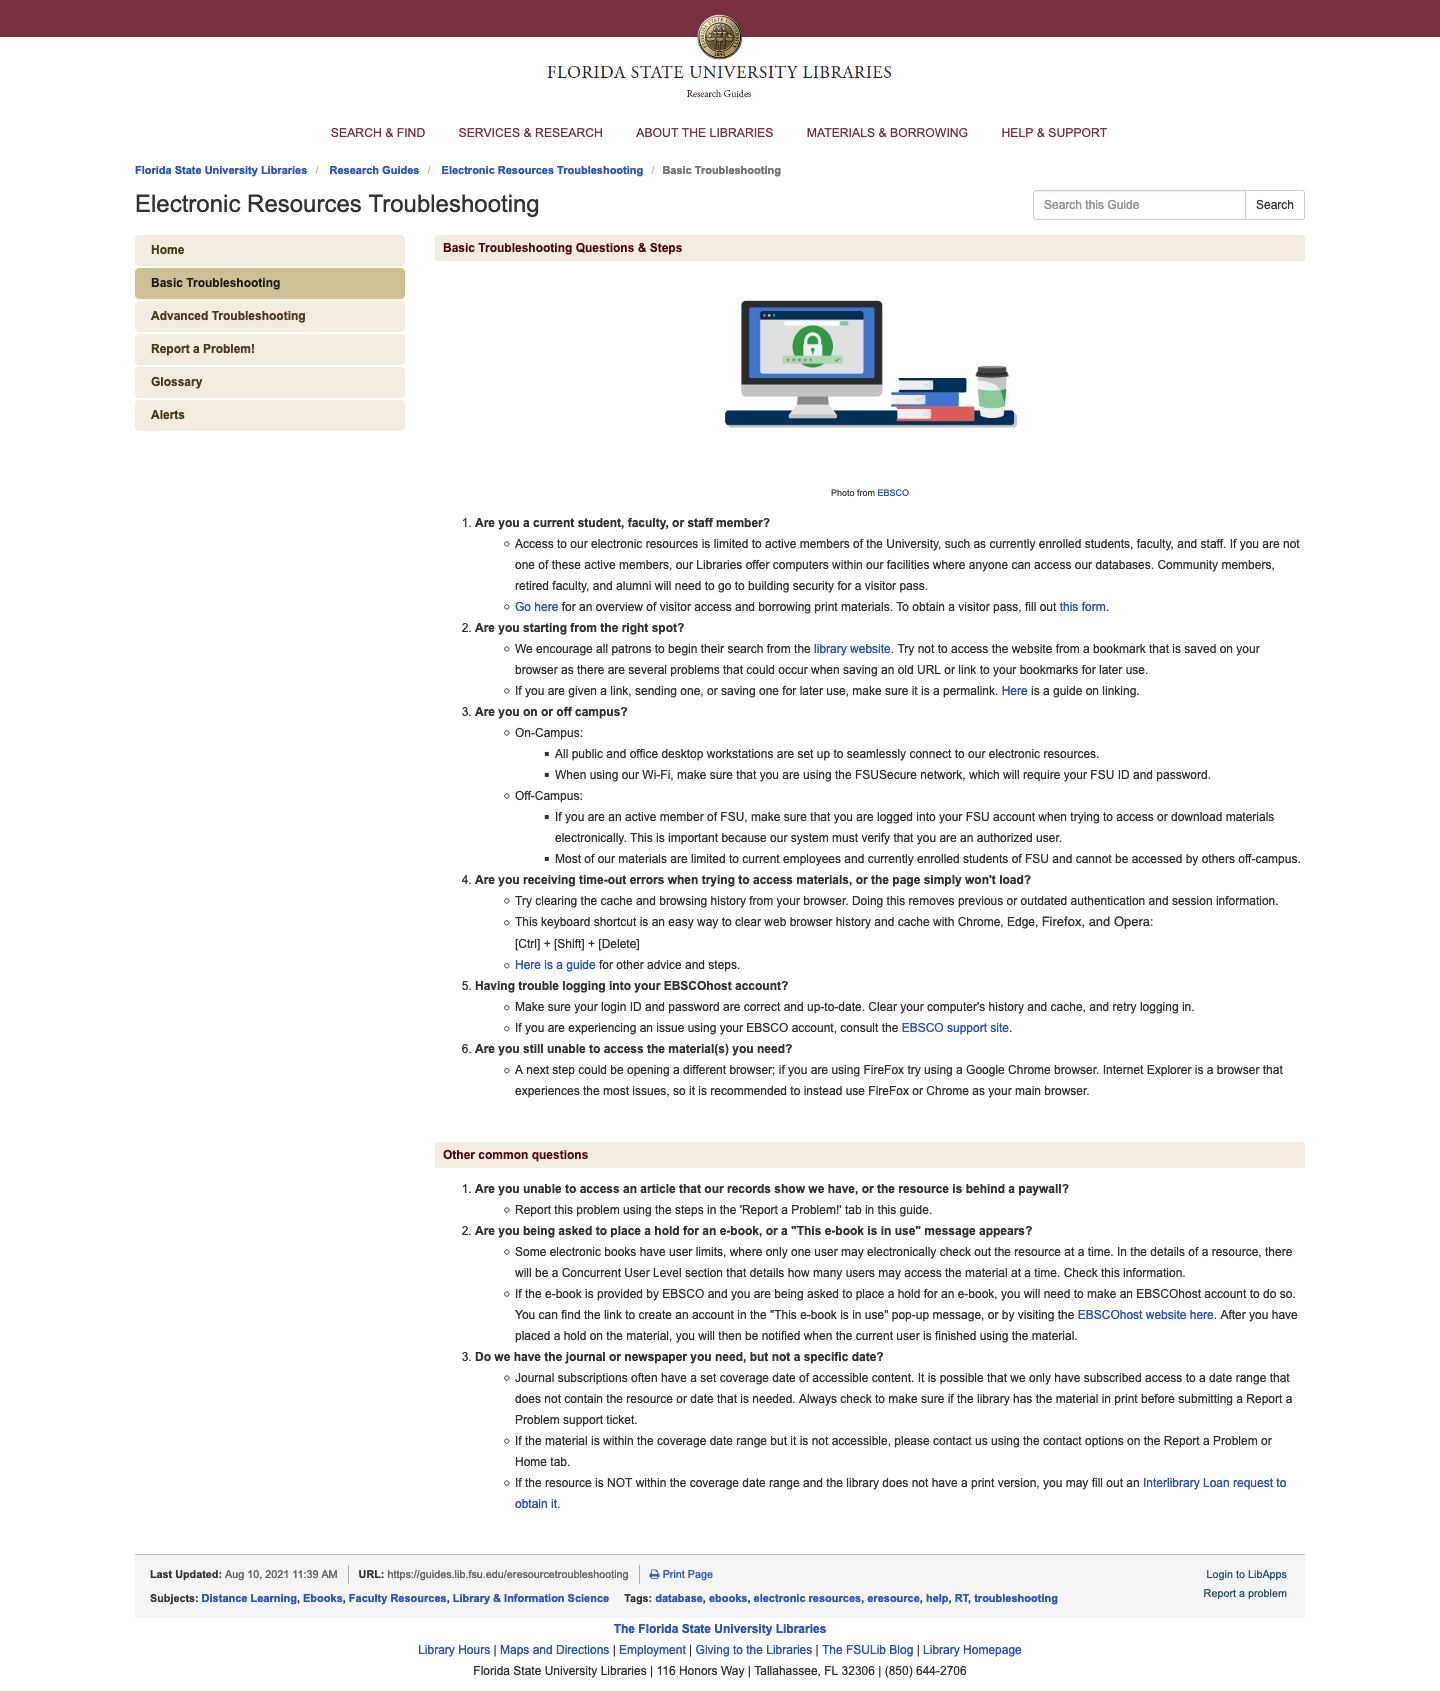 FLORIDA STATE UNIVERSITY LIBRARIES
Research Guides
SEARCH & FIND SERVICES & RESEARCH ABOUT THE LIBRARIES MATERIALS & BORROWING HELP & SUPPORT
Florida State University Libraries / Research Guides / Electronic Resources Troubleshooting / Basic Troubleshooting
Electronic Resources Troubleshooting
Search this Guide Search
Home
Basic Troubleshooting
Advanced Troubleshooting
Report a Problem!
Glossary
Alerts
Basic Troubleshooting Questions & Steps
Photo from EBSCO
1. Are you a current student, faculty, or staff member?
Access to our electronic resources is limited to active members of the University, such as currently enrolled students, faculty, and staff. If you are not
one of these active members, our Libraries offer computers within our facilities where anyone can access our databases. Community members,
retired faculty, and alumni will need to go to building security for a visitor pass.
Go here for an overview of visitor access and borrowing print materials. To obtain a visitor pass, fill out this form.
2. Are you starting from the right spot?
We encourage all patrons to begin their search from the library website. Try not to access the website from a bookmark that is saved on your
browser as there are several problems that could occur when saving an old URL or link to your bookmarks for later use.
If you are given a link, sending one, or saving one for later use, make sure it is a permalink. Here is a guide on linking.
3. Are you on or off campus?
On-Campus:
All public and office desktop workstations are set up to seamlessly connect to our electronic resources.
When using our Wi-Fi, make sure that you are using the FSUSecure network, which will require your FSU ID and password.
Off-Campus:
If you are an active member of FSU, make sure that you are logged into your FSU account when trying to access or download materials
electronically. This is important because our system must verify that you are an authorized user.
Most of our materials are limited to current employees and currently enrolled students of FSU and cannot be accessed by others off-campus.
4. Are you receiving time-out errors when trying to access materials, or the page simply won't load?
Try clearing the cache and browsing history from your browser. Doing this removes previous or outdated authentication and session information.
This keyboard shortcut is an easy way to clear web browser history and cache with Chrome, Edge, Firefox, and Opera:
[Ctrl] + [Shift] + [Delete]
Here is a guide for other advice and steps.
5. Having trouble logging into your EBSCOhost account?
Make sure your login ID and password are correct and up-to-date. Clear your computer's history and cache, and retry logging in.
If you are experiencing an issue using your EBSCO account, consult the EBSCO support site.
6. Are you still unable to access the material(s) you need?
A next step could be opening a different browser; if you are using FireFox try using a Google Chrome browser. Internet Explorer is a browser that
experiences the most issues, so it is recommended to instead use FireFox or Chrome as your main browser.
Other common questions
1. Are you unable to access an article that our records show we have, or the resource is behind a paywall?
Report this problem using the steps in the 'Report a Problem!' tab in this guide.
2. Are you being asked to place a hold for an e-book, or a "This e-book is in use" message appears?
Some electronic books have user limits, where only one user may electronically check out the resource at a time. In the details of a resource, there
will be a Concurrent User Level section that details how many users may access the material at a time. Check this information.
If the e-book is provided by EBSCO and you are being asked to place a hold for an e-book, you will need to make an EBSCOhost account to do so.
You can find the link to create an account in the "This e-book is in use" pop-up message, or by visiting the EBSCOhost website here. After you have
placed a hold on the material, you will then be notified when the current user is finished using the material.
3. Do we have the journal or newspaper you need, but not a specific date?
Journal subscriptions often have a set coverage date of accessible content. It is possible that we only have subscribed access to a date range that
does not contain the resource or date that is needed. Always check to make sure if the library has the material in print before submitting a Report a
Problem support ticket.
If the material is within the coverage date range but it is not accessible, please contact us using the contact options on the Report a Problem or
Home tab.
If the resource is NOT within the coverage date range and the library does not have a print version, you may fill out an Interlibrary Loan request to
obtain it.
Last Updated: Aug 10, 2021 11:39 AM URL: https://guides.lib.fsu.edu/eresourcetroubleshooting Print Page Login to LibApps
Report a problem
Subjects: Distance Learning, Ebooks, Faculty Resources, Library & Information Science Tags: database, ebooks, electronic resources, eresource, help, RT, troubleshooting
The Florida State University Libraries
Library Hours | Maps and Directions | Employment | Giving to the Libraries | The FSULib Blog | Library Homepage
Florida State University Libraries | 116 Honors Way | Tallahassee, FL 32306 | (850) 644-2706